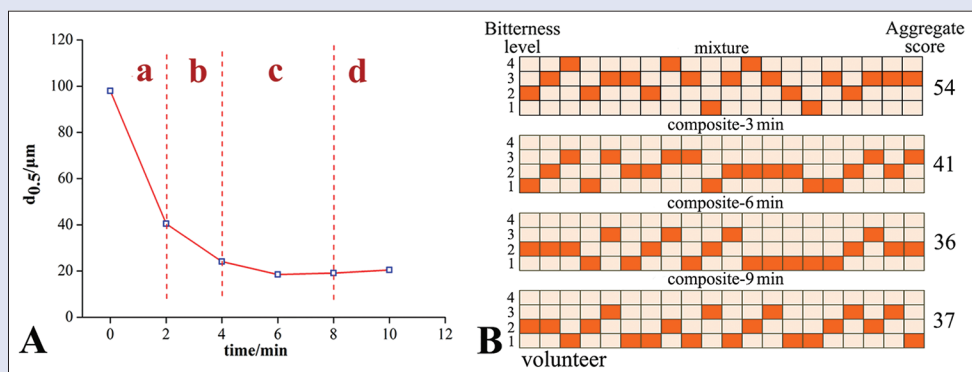 120
100
80
60
40
20
0
d0.5/µm
a
b
c
d
0
2
4
6
8
10
12
time/min
A
Bitterness
level
mixture
Aggregate
score
4
3
2
1
54
composite-3 min
4
3
2
1
41
composite-6 min
4
3
2
1
36
composite-9 min
4
3
2
1
37
B
volunteer